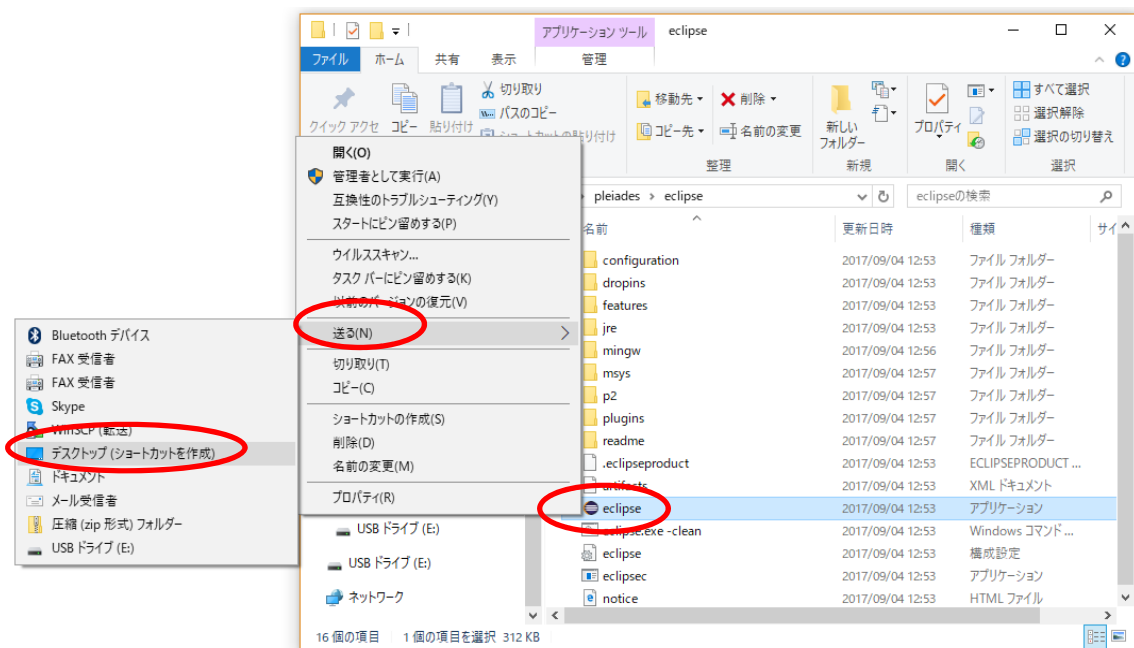 アプリケーション ツール eclipse
ファイル ホーム 共有 表示 管理
クイック アクセ コピー 貼り付け
切り取り
パスのコピー
ショートカットの貼り付け
移動先 削除
コピー先 名前の変更
整理
新しい
フォルダー
新規
プロパティ
開く
すべて選択
選択解除
選択の切り替え
選択
pleiades › eclipse eclipseの検索
名前 更新日時 種類 サイ
configuration 2017/09/04 12:53 ファイル フォルダー
dropins 2017/09/04 12:53 ファイル フォルダー
features 2017/09/04 12:53 ファイル フォルダー
jre 2017/09/04 12:53 ファイル フォルダー
mingw 2017/09/04 12:56 ファイル フォルダー
msys 2017/09/04 12:57 ファイル フォルダー
p2 2017/09/04 12:57 ファイル フォルダー
plugins 2017/09/04 12:57 ファイル フォルダー
readme 2017/09/04 12:57 ファイル フォルダー
.eclipseproduct 2017/09/04 12:53 ECLIPSEPRODUCT ...
artifacts 2017/09/04 12:53 XML ドキュメント
eclipse 2017/09/04 12:53 アプリケーション
eclipse.exe -clean 2017/09/04 12:53 Windows コマンド ...
eclipse 2017/09/04 12:53 構成設定
eclipsec 2017/09/04 12:53 アプリケーション
notice 2017/09/04 12:53 HTML ファイル
開く(O)
管理者として実行(A)
互換性のトラブルシューティング(Y)
スタートにピン留めする(P)
ウイルススキャン...
タスク バーにピン留めする(K)
以前のバージョンの復元(V)
送る(N)
切り取り(T)
コピー(C)
ショートカットの作成(S)
削除(D)
名前の変更(M)
プロパティ(R)
Bluetooth デバイス
FAX 受信者
FAX 受信者
Skype
WinSCP (転送)
デスクトップ (ショートカットを作成)
ドキュメント
メール受信者
圧縮 (zip 形式) フォルダー
USB ドライブ (E:)
USB ドライブ (E:)
USB ドライブ (E:)
ネットワーク
16 個の項目 1 個の項目を選択 312 KB